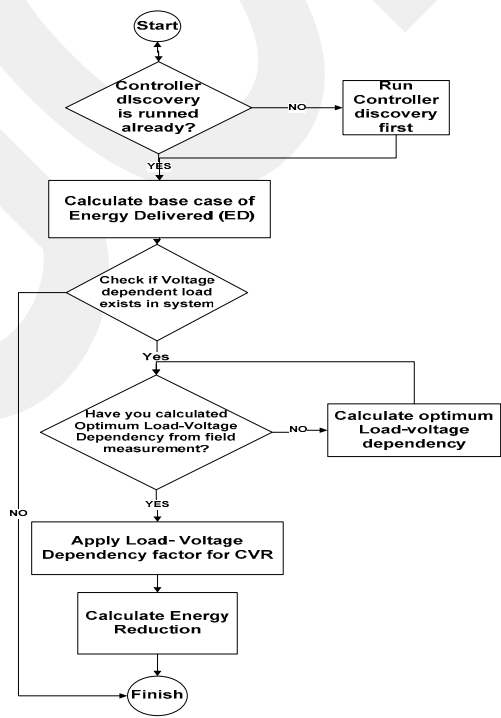 Start
Controller
discovery
is runned
already?
NO
Run
Controller
discovery
first
YES
Calculate base case of
Energy Delivered (ED)
Check if Voltage
dependent load
exists in system
Yes
Have you calculated
Optimum Load-Voltage
Dependency from field
measurement?
NO
Calculate optimum
Load-voltage
dependency
YES
NO
Apply Load- Voltage
Dependency factor for CVR
Calculate Energy
Reduction
Finish